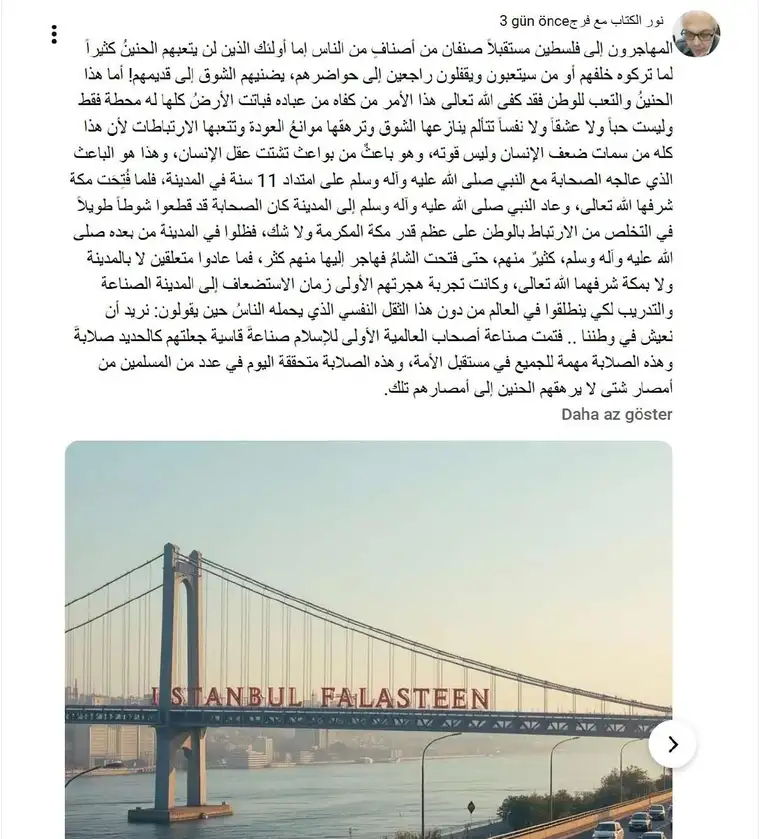 نور الكتاب مع فرج 3 gün önce
المهاجرون إلى فلسطين مستقبلاً صنفان من أصنافٍ من الناس إما أولئك الذين لن يتعبهم الحنينُ كثيراً
لما تركوه خلفهم أو من سيتعبون ويقفلون راجعين إلى حواضرهم، يضنيهم الشوق إلى قديمهم! أما هذا
الحنينُ والتعب للوطن فقد كفى الله تعالى هذا الأمر من كفاه من عباده فباتت الأرضُ كلها له محطة فقط
وليست حباً ولا عشقاً ولا نفساً تتألم ينازعها الشوق وترهقها موانعُ العودة وتتعبها الارتباطات لأن هذا
كله من سمات ضعف الإنسان وليس قوته، وهو باعثٌ من بواعث تشتت عقل الإنسان، وهذا هو الباعث
الذي عالجه الصحابة مع النبي صلى الله عليه وآله وسلم على امتداد 11 سنة في المدينة، فلما فُتِحَت مكة
شرفها الله تعالى، وعاد النبي صلى الله عليه وآله وسلم إلى المدينة كان الصحابة قد قطعوا شوطاً طويلاً
في التخلص من الارتباط بالوطن على عظم قدر مكة المكرمة ولا شك، فظلوا في المدينة من بعده صلى
الله عليه وآله وسلم، كثيرٌ منهم، حتى فتحت الشامُ فهاجر إليها منهم كثر، فما عادوا متعلقين لا بالمدينة
ولا بمكة شرفهما الله تعالى، وكانت تجربة هجرتهم الأولى زمان الاستضعاف إلى المدينة الصناعة
والتدريب لكي ينطلقوا في العالم من دون هذا الثقل النفسي الذي يحمله الناسُ حين يقولون: نريد أن
نعيش في وطننا .. فتمت صناعة أصحاب العالمية الأولى للإسلام صناعةً قاسية جعلتهم كالحديد صلابةً
وهذه الصلابة مهمة للجميع في مستقبل الأمة، وهذه الصلابة متحققة اليوم في عدد من المسلمين من
أمصار شتى لا يرهقهم الحنين إلى أمصارهم تلك.
Daha az göster
ISTANBUL FALASTEEN